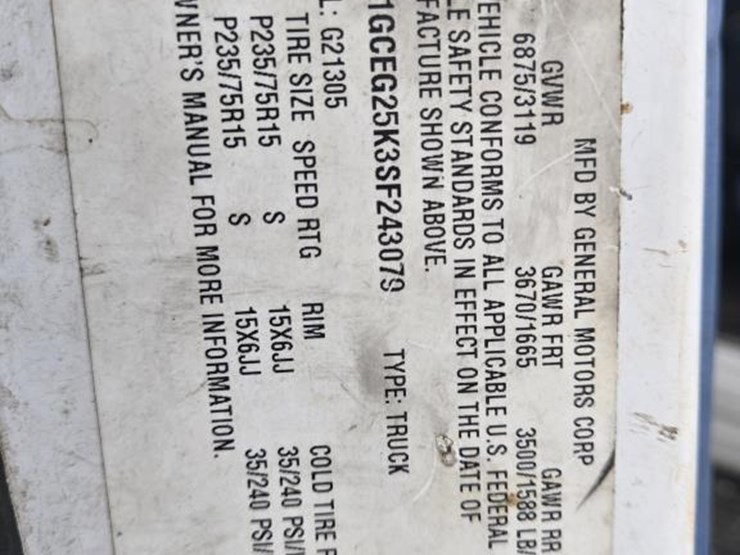 MFD BY GENERAL MOTORS CORP
GVWR GAWR FRT GAWR RR
6875/3119 3670/1665 3500/1588 LB/
EHICLE CONFORMS TO ALL APPLICABLE U.S. FEDERAL
LE SAFETY STANDARDS IN EFFECT ON THE DATE OF
FACTURE SHOWN ABOVE.
1GCEG25K3SF243079 TYPE: TRUCK
L: G21305
TIRE SIZE SPEED RTG RIM COLD TIRE P
P235/75R15 S 15X6JJ 35/240 PSI/
P235/75R15 S 15X6JJ 35/240 PSI/
WNER'S MANUAL FOR MORE INFORMATION.